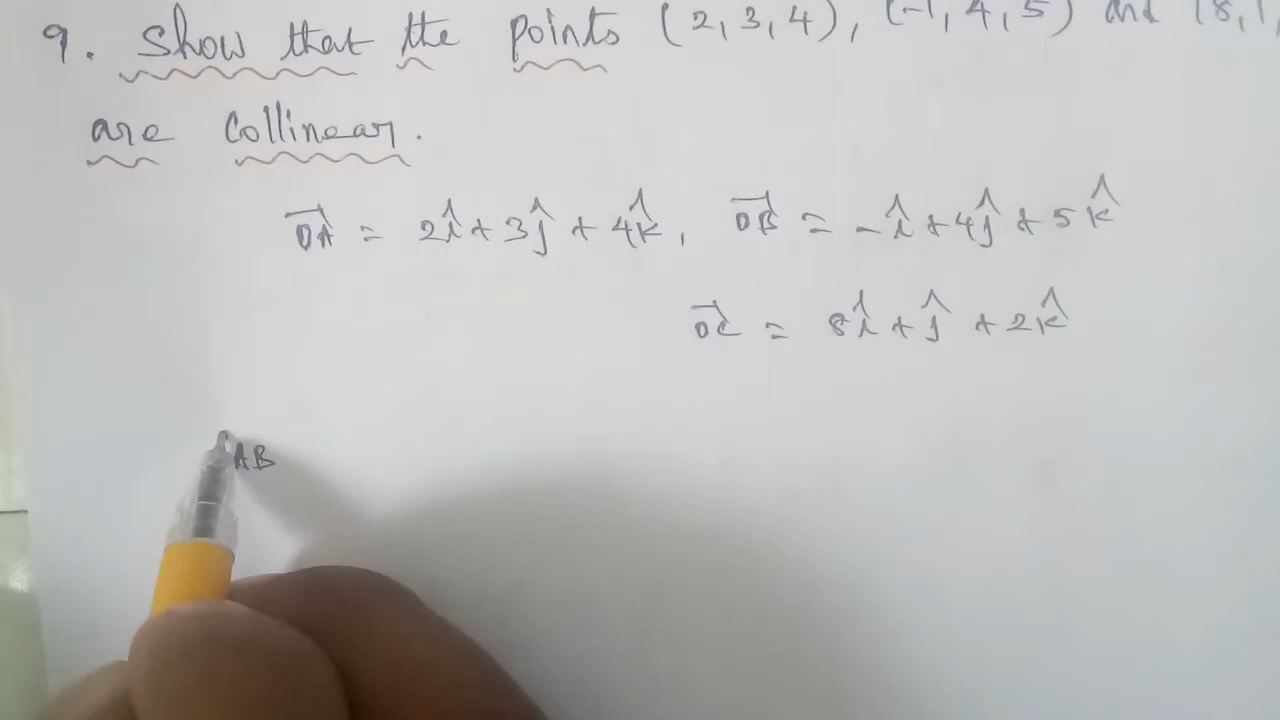 9. Show that the points (2, 3, 4), (-1, 4, 5) and (8, 1,
are Collinear.
OA⃗ = 2î + 3ĵ + 4k̂, OB⃗ = -î + 4ĵ + 5k̂
OC⃗ = 8î + ĵ + 2k̂
AB